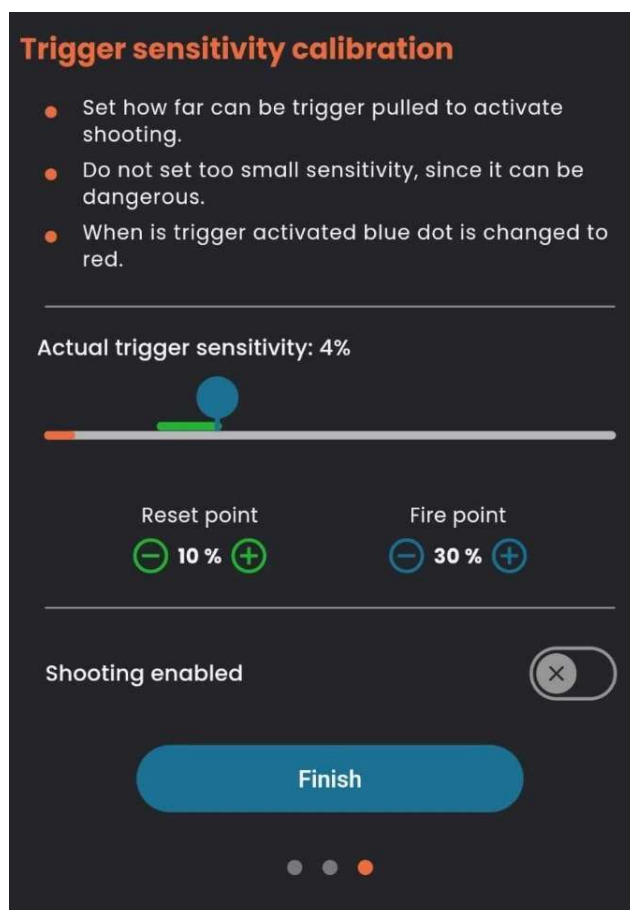 Trigger sensitivity calibration
Set how far can be trigger pulled to activate
shooting.
Do not set too small sensitivity, since it can be
dangerous.
When is trigger activated blue dot is changed to
red.
Actual trigger sensitivity: 4%
Reset point Fire point
10 % 30 %
Shooting enabled
Finish